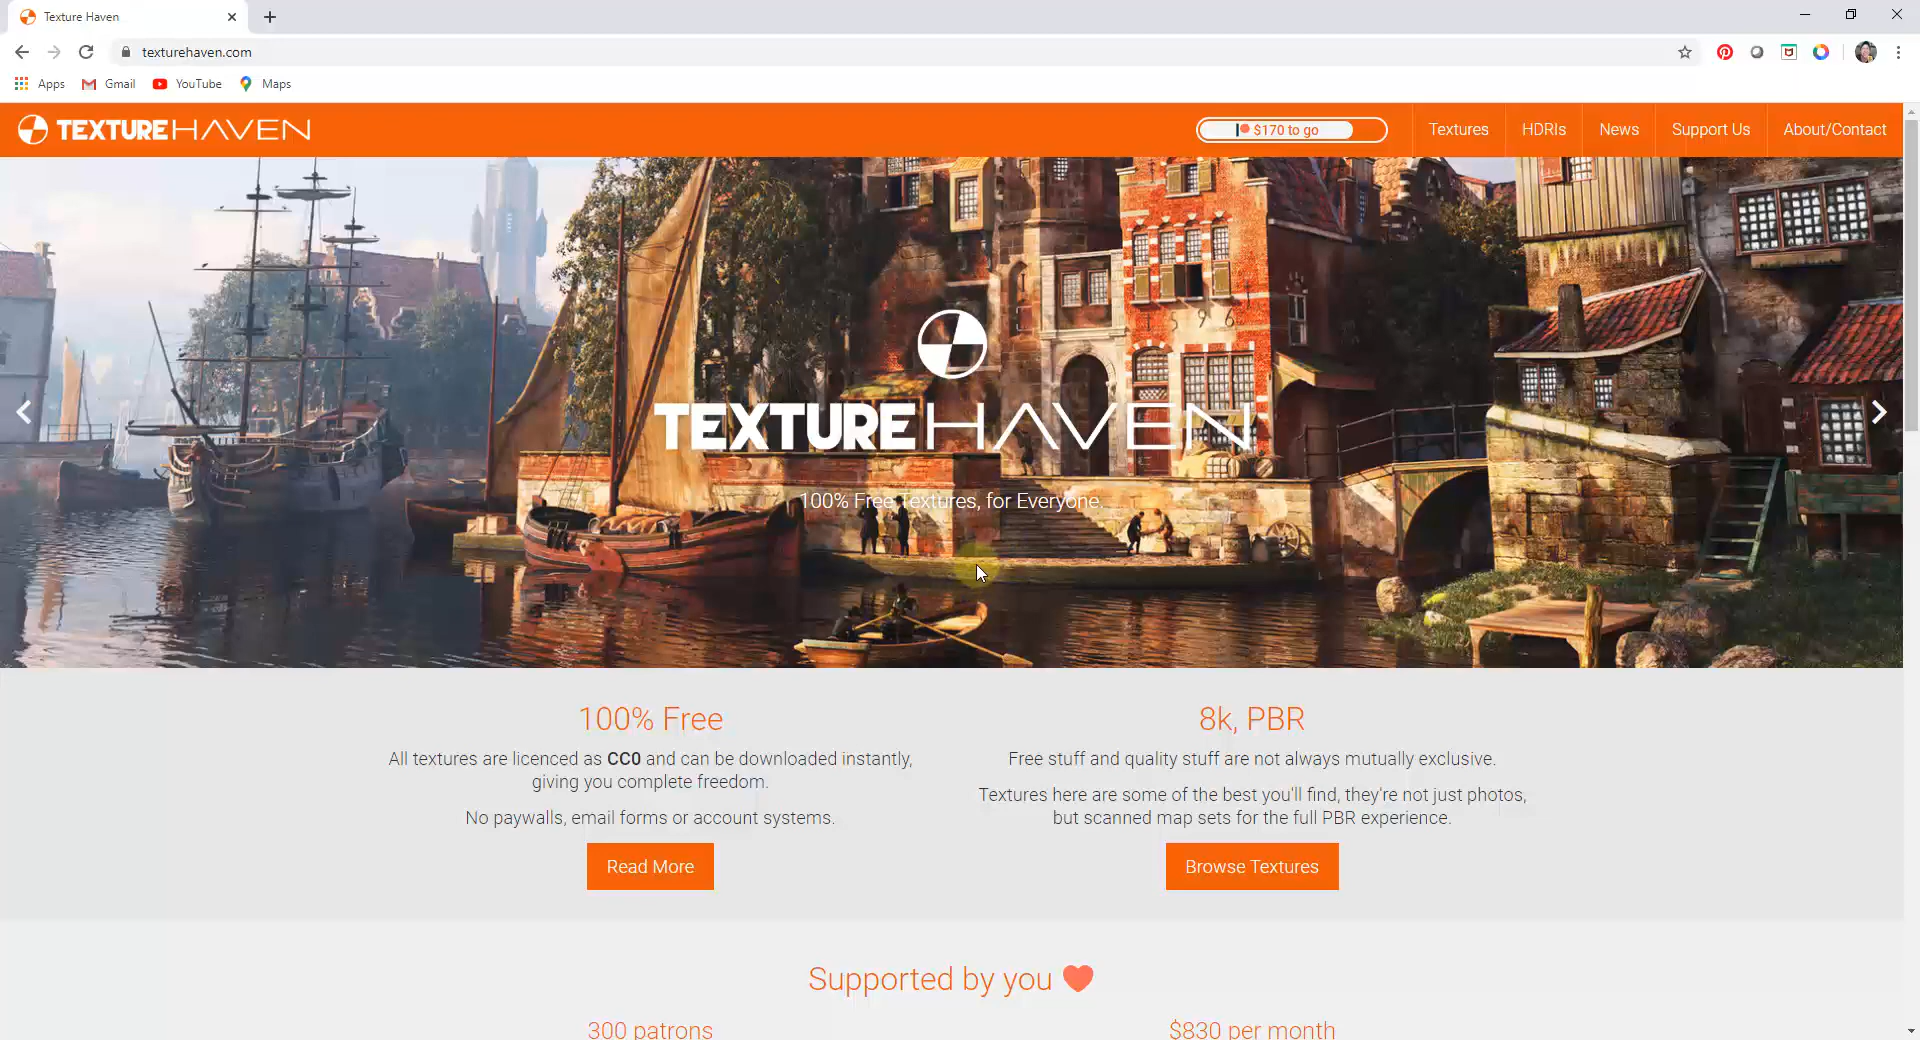 Texture Haven
texturehaven.com
Apps Gmail YouTube Maps
TEXTURE HAVEN
$170 to go
Textures HDRIs News Support Us About/Contact
1596
TEXTURE HAVEN
100% Free Textures, for Everyone.
100% Free
All textures are licenced as CC0 and can be downloaded instantly,
giving you complete freedom.
No paywalls, email forms or account systems.
Read More
8k, PBR
Free stuff and quality stuff are not always mutually exclusive.
Textures here are some of the best you'll find, they're not just photos,
but scanned map sets for the full PBR experience.
Browse Textures
Supported by you
300 patrons
$830 per month